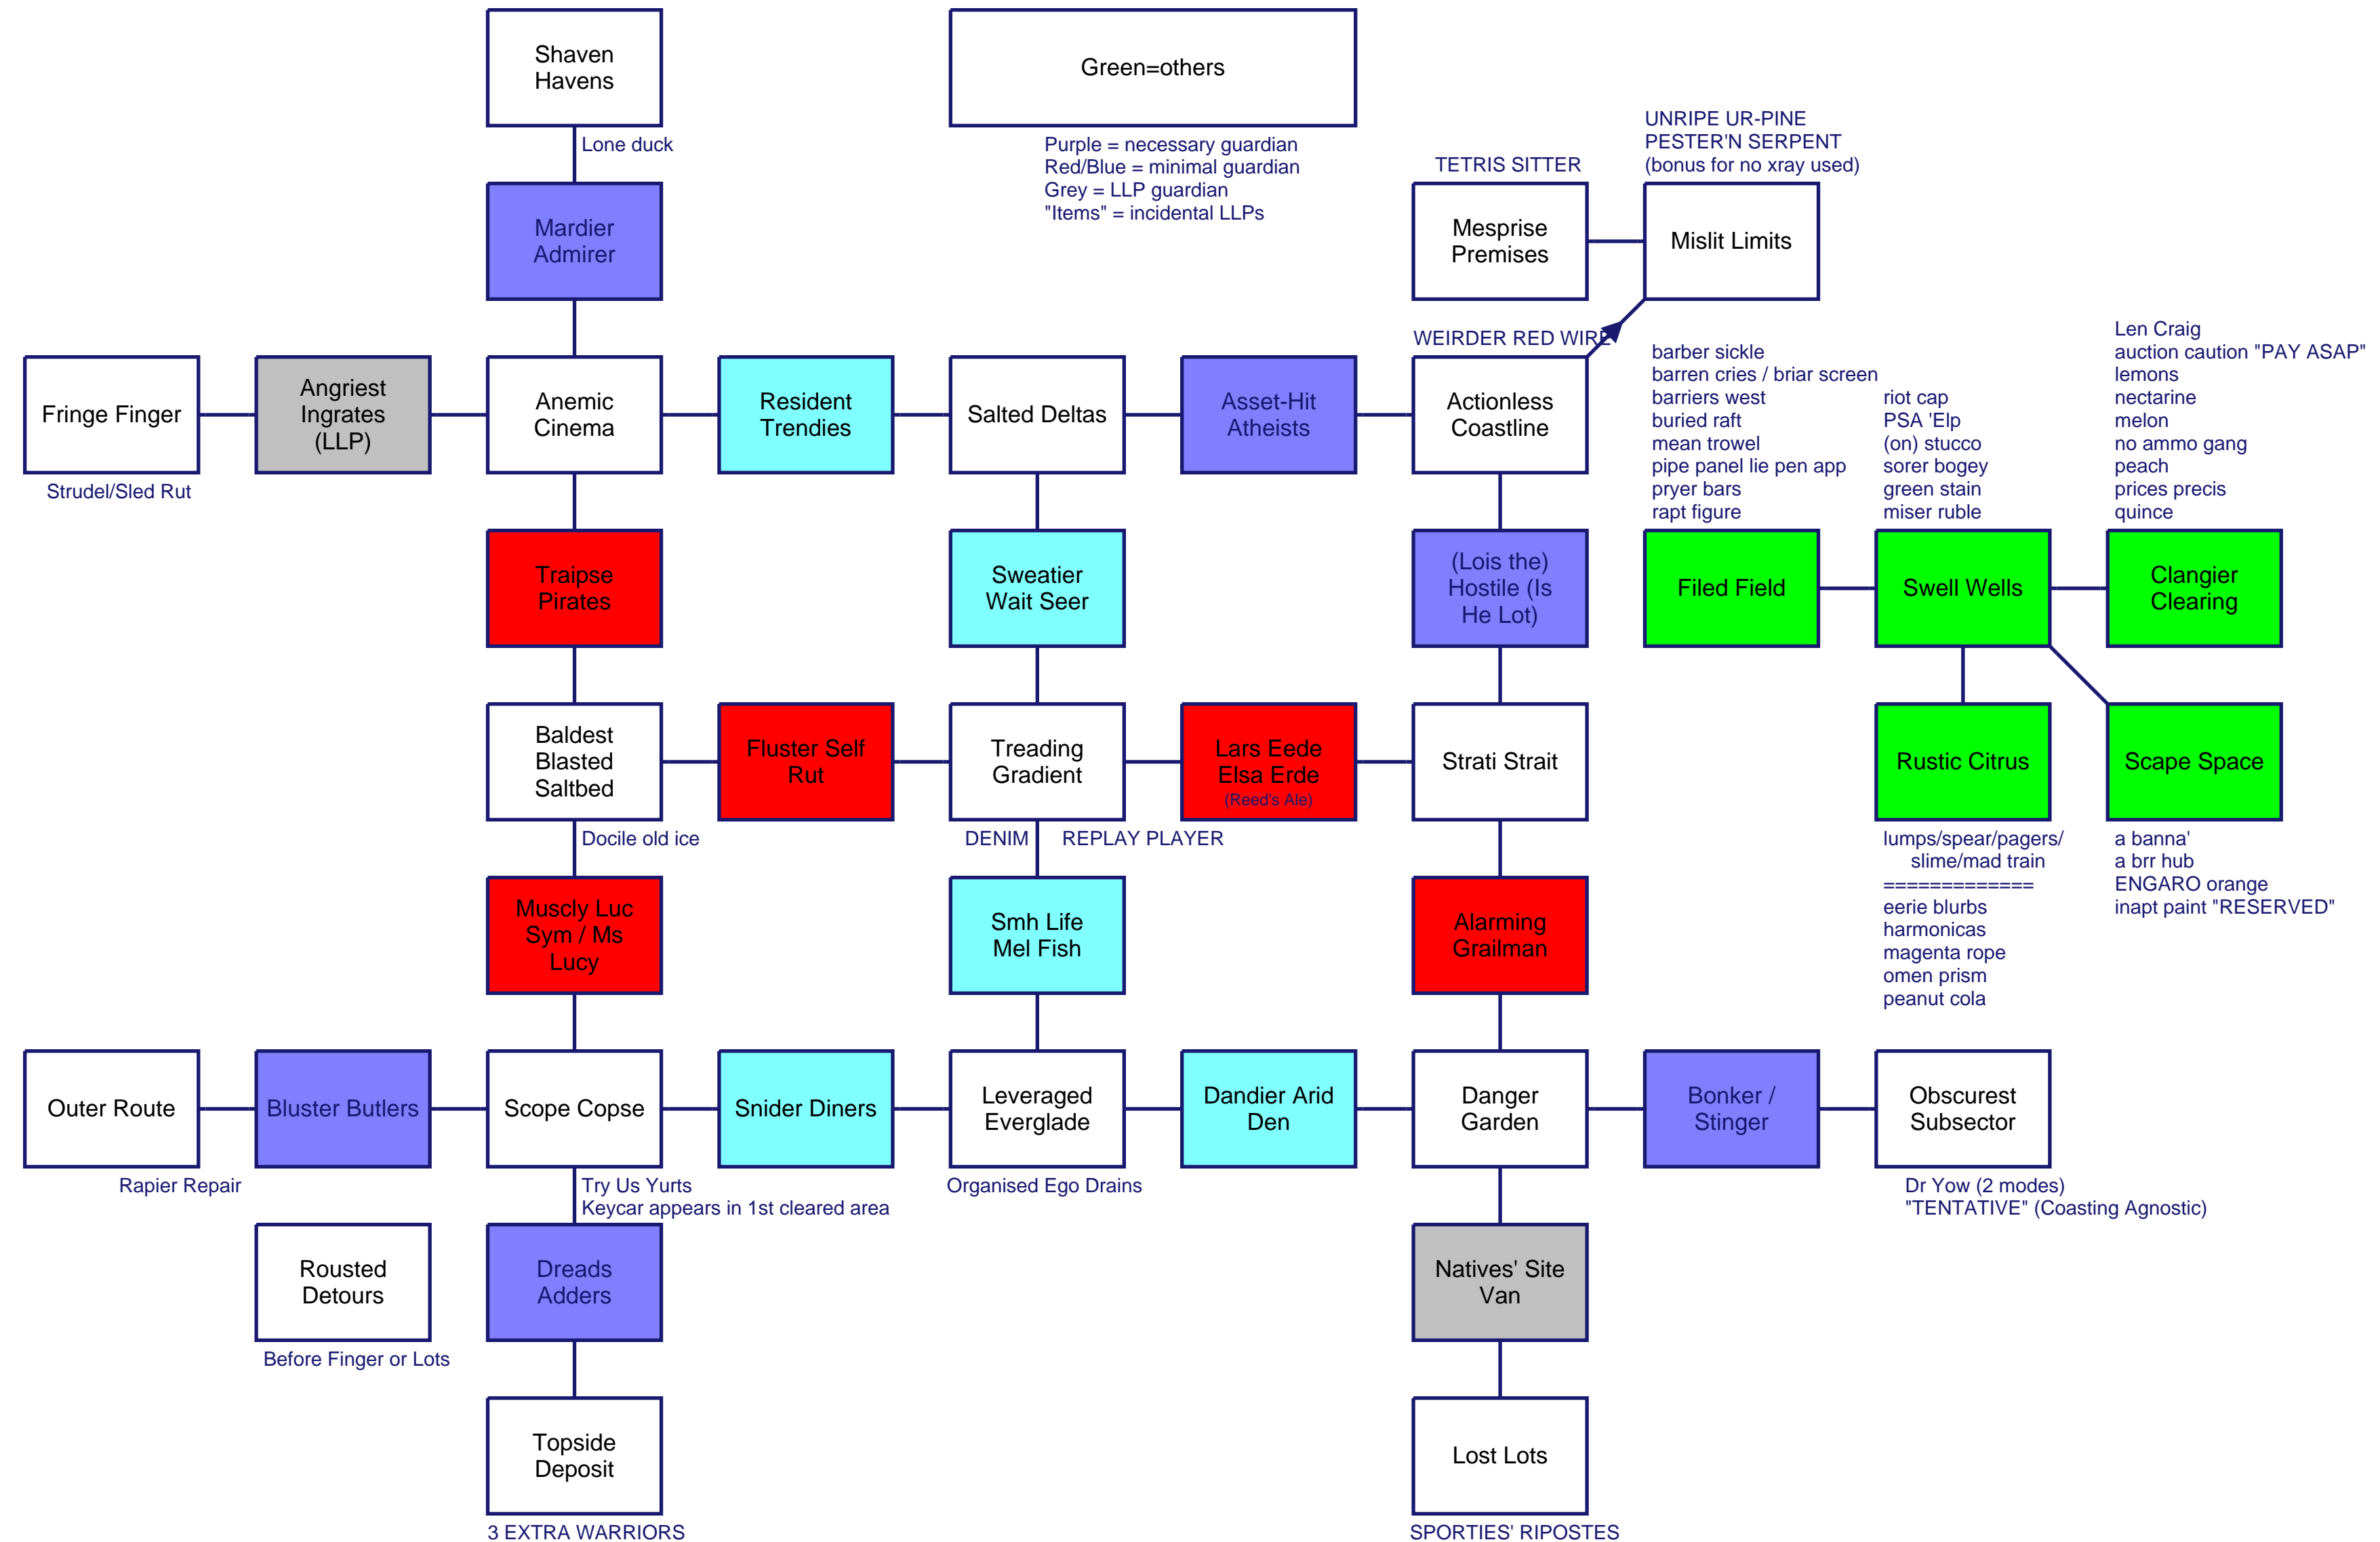 Shaven
Havens
Lone duck
Green=others
Purple = necessary guardian
Red/Blue = minimal guardian
Grey = LLP guardian
"Items" = incidental LLPs
UNRIPE UR-PINE
PESTER'N SERPENT
(bonus for no xray used)
TETRIS SITTER
Mardier
Admirer
Mesprise
Premises
Mislit Limits
WEIRDER RED WIRE
Fringe Finger
Strudel/Sled Rut
Angriest
Ingrates
(LLP)
Anemic
Cinema
Resident
Trendies
Salted Deltas
Asset-Hit
Atheists
Actionless
Coastline
barber sickle
barren cries / briar screen
barriers west
buried raft
mean trowel
pipe panel lie pen app
pryer bars
rapt figure
riot cap
PSA 'Elp
(on) stucco
sorer bogey
green stain
miser ruble
Len Craig
auction caution "PAY ASAP"
lemons
nectarine
melon
no ammo gang
peach
prices precis
quince
Traipse
Pirates
Sweatier
Wait Seer
(Lois the)
Hostile (Is
He Lot)
Filed Field
Swell Wells
Clangier
Clearing
Baldest
Blasted
Saltbed
Docile old ice
Fluster Self
Rut
Treading
Gradient
DENIM
REPLAY PLAYER
Lars Eede
Elsa Erde
(Reed's Ale)
Strati Strait
Rustic Citrus
lumps/spear/pagers/
slime/mad train
=============
eerie blurbs
harmonicas
magenta rope
omen prism
peanut cola
Scape Space
a banna'
a brr hub
ENGARO orange
inapt paint "RESERVED"
Muscly Luc
Sym / Ms
Lucy
Smh Life
Mel Fish
Alarming
Grailman
Outer Route
Rapier Repair
Bluster Butlers
Scope Copse
Try Us Yurts
Keycar appears in 1st cleared area
Snider Diners
Leveraged
Everglade
Organised Ego Drains
Dandier Arid
Den
Danger
Garden
Bonker /
Stinger
Obscurest
Subsector
Dr Yow (2 modes)
"TENTATIVE" (Coasting Agnostic)
Rousted
Detours
Before Finger or Lots
Dreads
Adders
Natives' Site
Van
Topside
Deposit
3 EXTRA WARRIORS
Lost Lots
SPORTIES' RIPOSTES